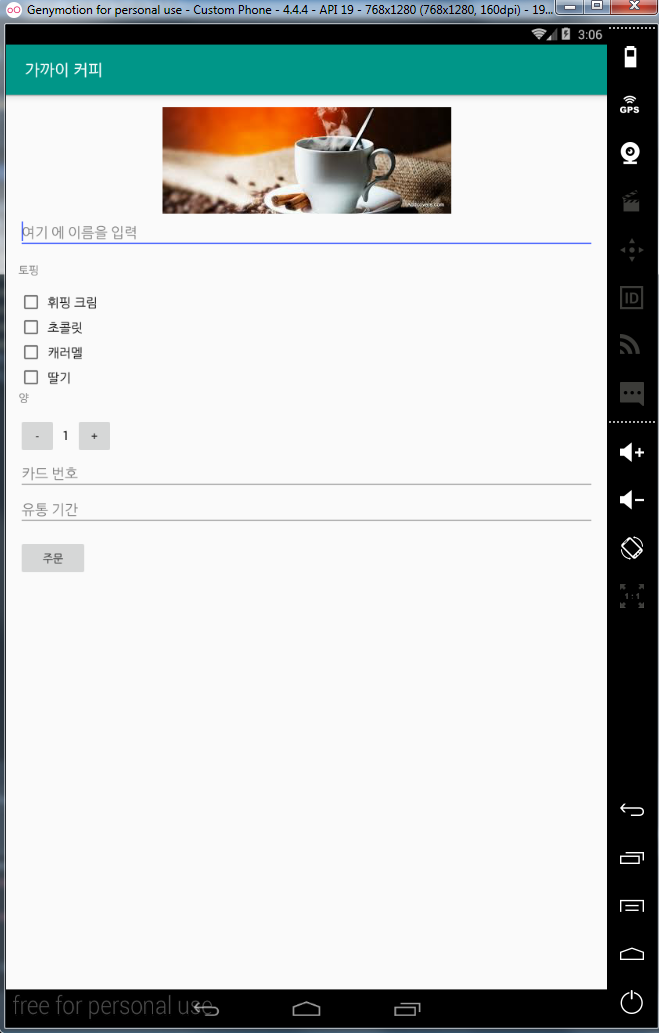 Genymotion for personal use - Custom Phone - 4.4.4 - API 19 - 768x1280 (768x1280, 160dpi) - 19...
3:06
가까이 커피
GPS
여기 에 이름을 입력
토핑
휘핑 크림
초콜릿
캐러멜
ID
딸기
양
- 1 +
카드 번호
유통 기간
주문
1:1
free for personal use